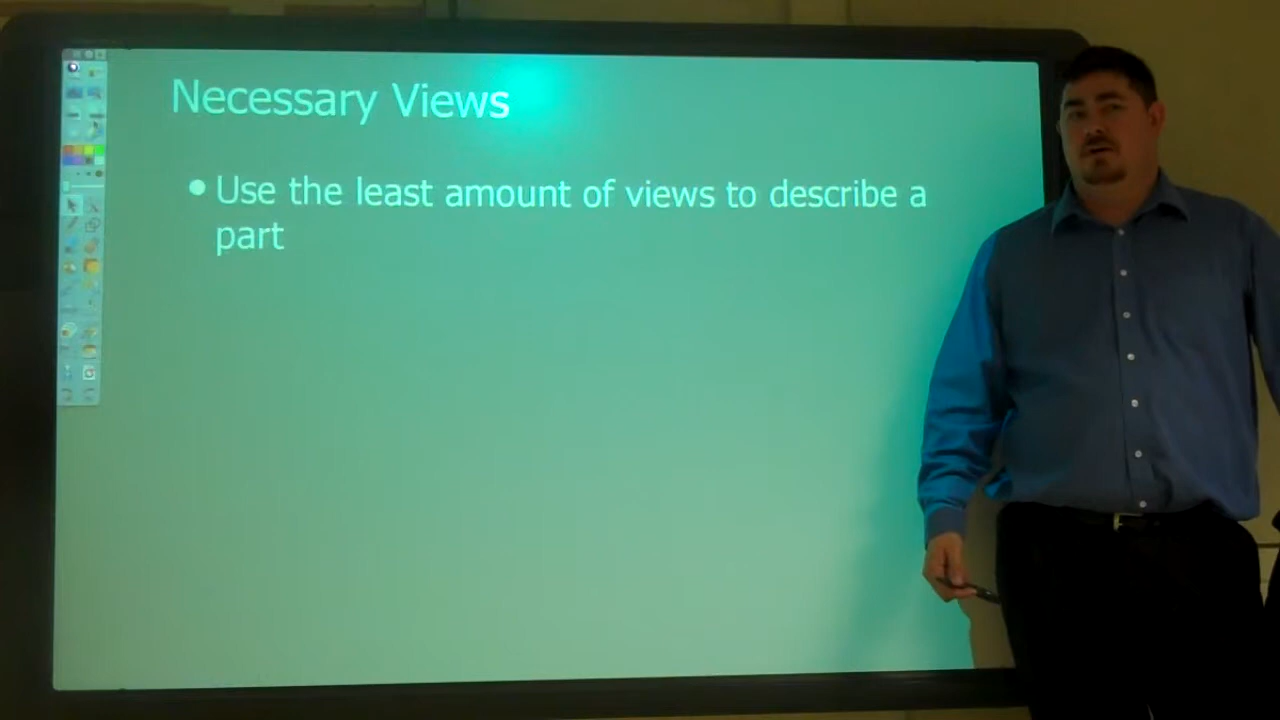 Necessary Views
• Use the least amount of views to describe a
part